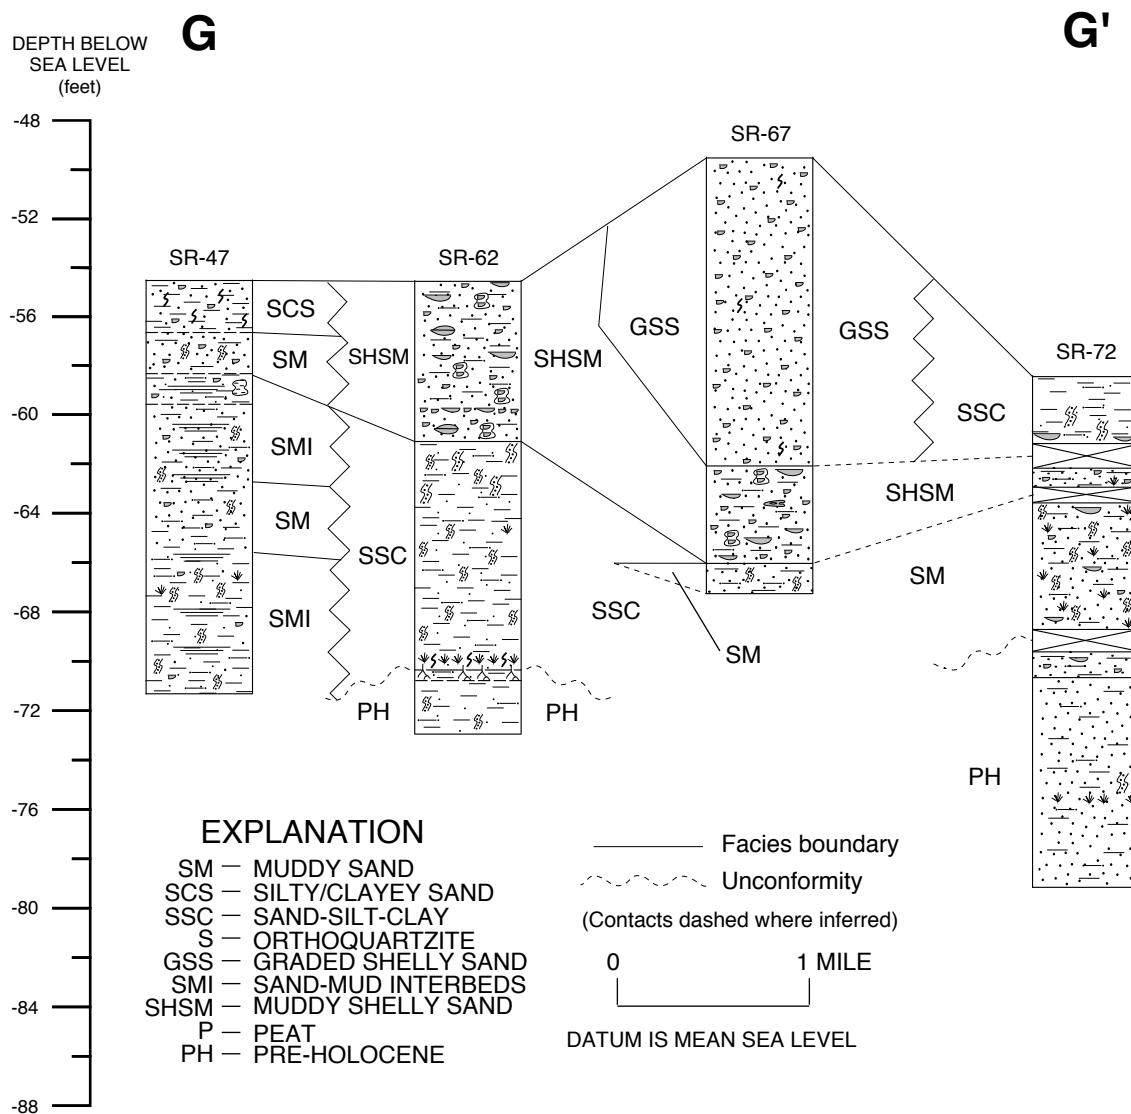 G
G'
DEPTH BELOW
SEA LEVEL
(feet)
-48
-52
-56
-60
-64
-68
-72
-76
-80
-84
-88
SR-47
SR-62
SR-67
SR-72
SCS
SM
SHSM
SMI
SM
SSC
SMI
PH
PH
SHSM
GSS
GSS
SSC
SHSM
SM
SSC
SM
PH
EXPLANATION
SM — MUDDY SAND
SCS — SILTY/CLAYEY SAND
SSC — SAND-SILT-CLAY
S — ORTHOQUARTZITE
GSS — GRADED SHELLY SAND
SMI — SAND-MUD INTERBEDS
SHSM — MUDDY SHELLY SAND
P — PEAT
PH — PRE-HOLOCENE
Facies boundary
Unconformity
(Contacts dashed where inferred)
0 1 MILE
DATUM IS MEAN SEA LEVEL